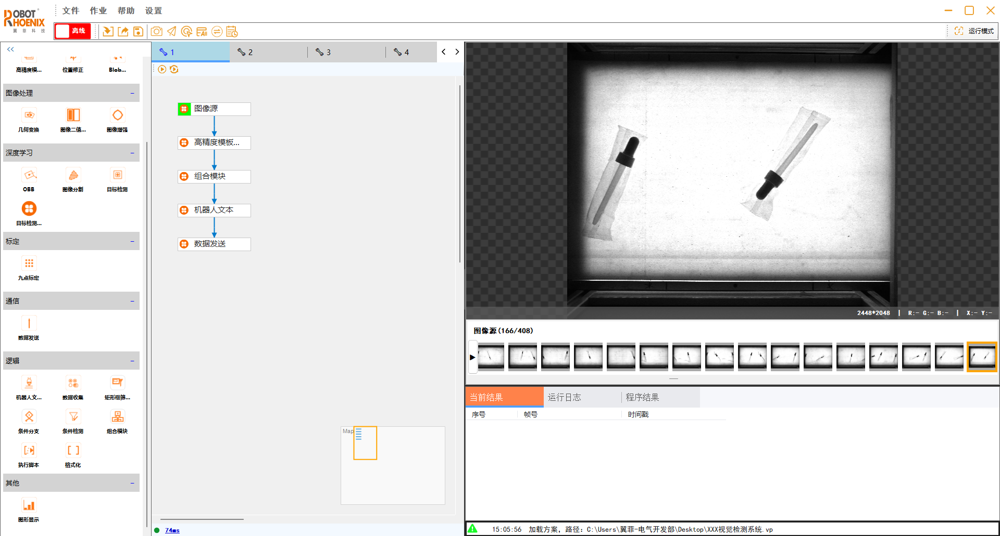 ROBOT
PHOENIX
翼 菲 科 技
文件 作业 帮助 设置
离线
运行模式
1 2 3 4
高精度模... 位置修正 Blob...
图像处理
几何变换 图像二值... 图像增强
深度学习
OBB 图像分割 目标检测
目标检测...
标定
九点标定
通信
数据发送
逻辑
机器人文... 数据收集 矩形框筛...
条件分支 条件检测 组合模块
执行脚本 格式化
其他
图形显示
图像源
高精度模板...
组合模块
机器人文本
数据发送
Map
74ms
2448*2048 | R:- G:- B:- | X:- Y:-
图像源(166/408)
当前结果 运行日志 程序结果
序号 帧号 时间戳
15:05:56 加载方案，路径：C:\Users\翼菲-电气开发部\Desktop\XXX视觉检测系统.vp